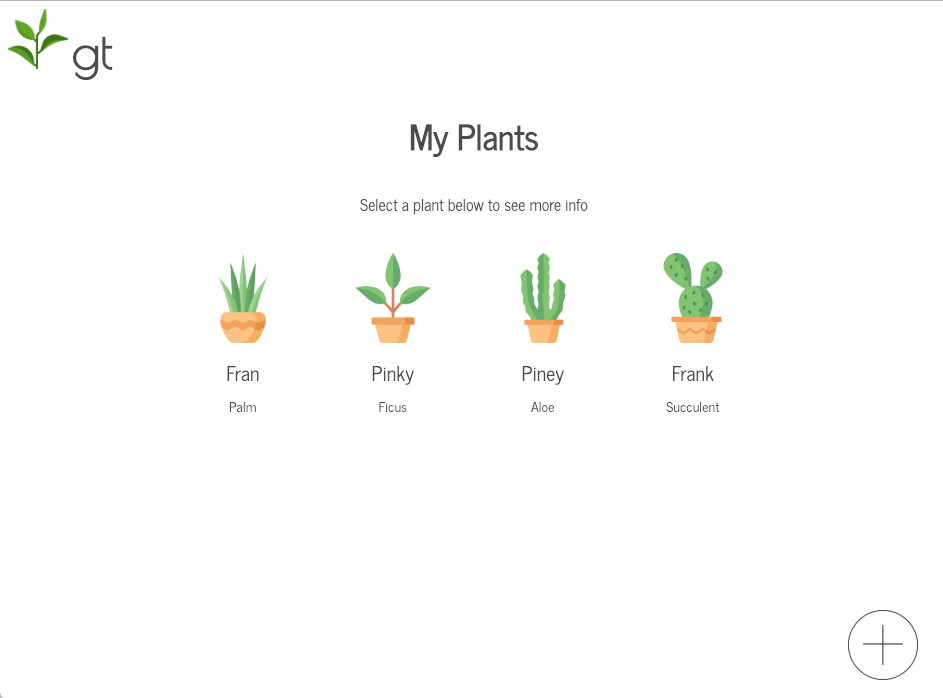 gt
My Plants
Select a plant below to see more info
Fran
Pinky
Piney
Frank
Palm
Ficus
Aloe
Succulent